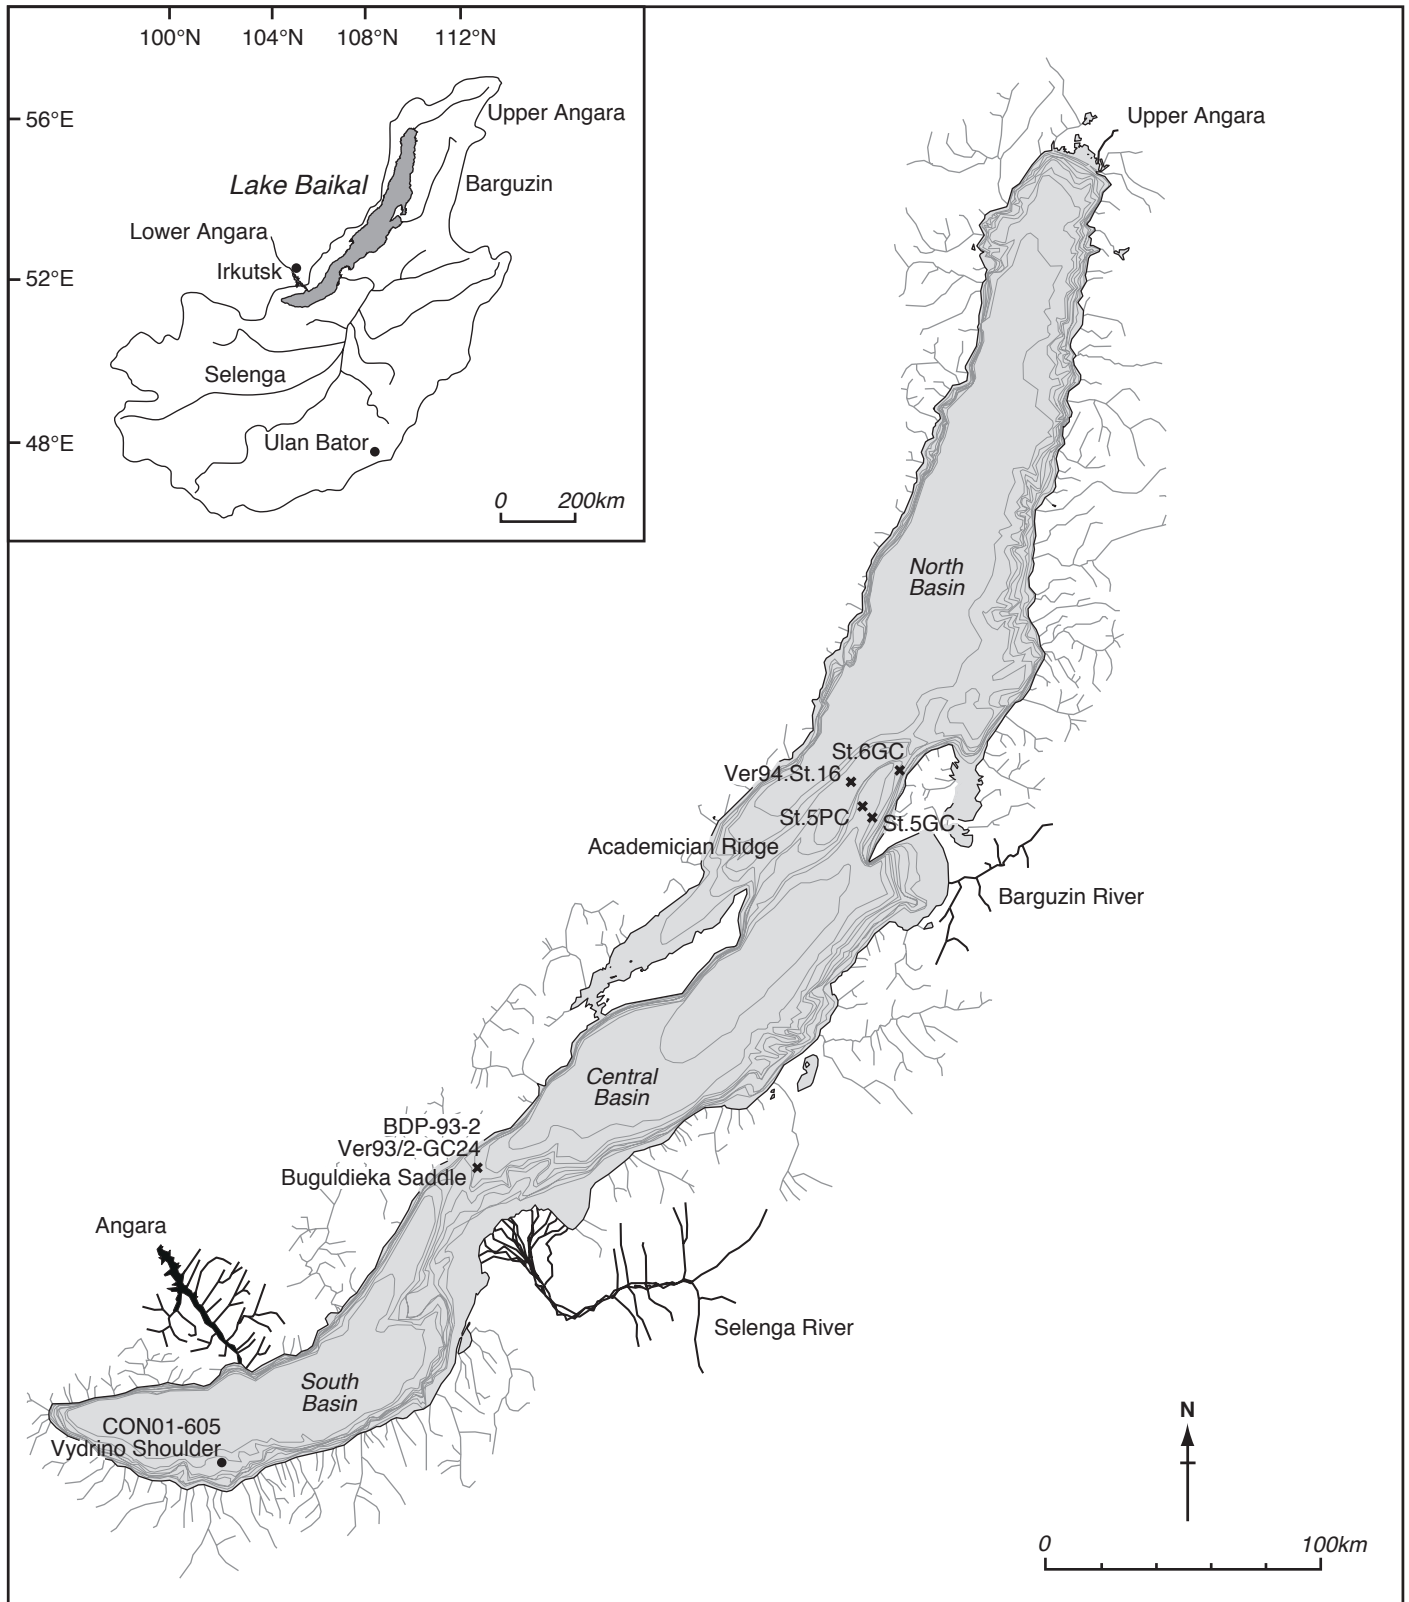 100°N 104°N 108°N 112°N
56°E
Upper Angara
Lake Baikal
Barguzin
Lower Angara
Irkutsk
52°E
Selenga
48°E
Ulan Bator
0 200km
Upper Angara
North
Basin
St.6GC
Ver94.St.16
St.5PC
St.5GC
Academician Ridge
Barguzin River
Central
Basin
BDP-93-2
Ver93/2-GC24
Buguldieka Saddle
Angara
Selenga River
South
Basin
CON01-605
Vydrino Shoulder
N
0 100km